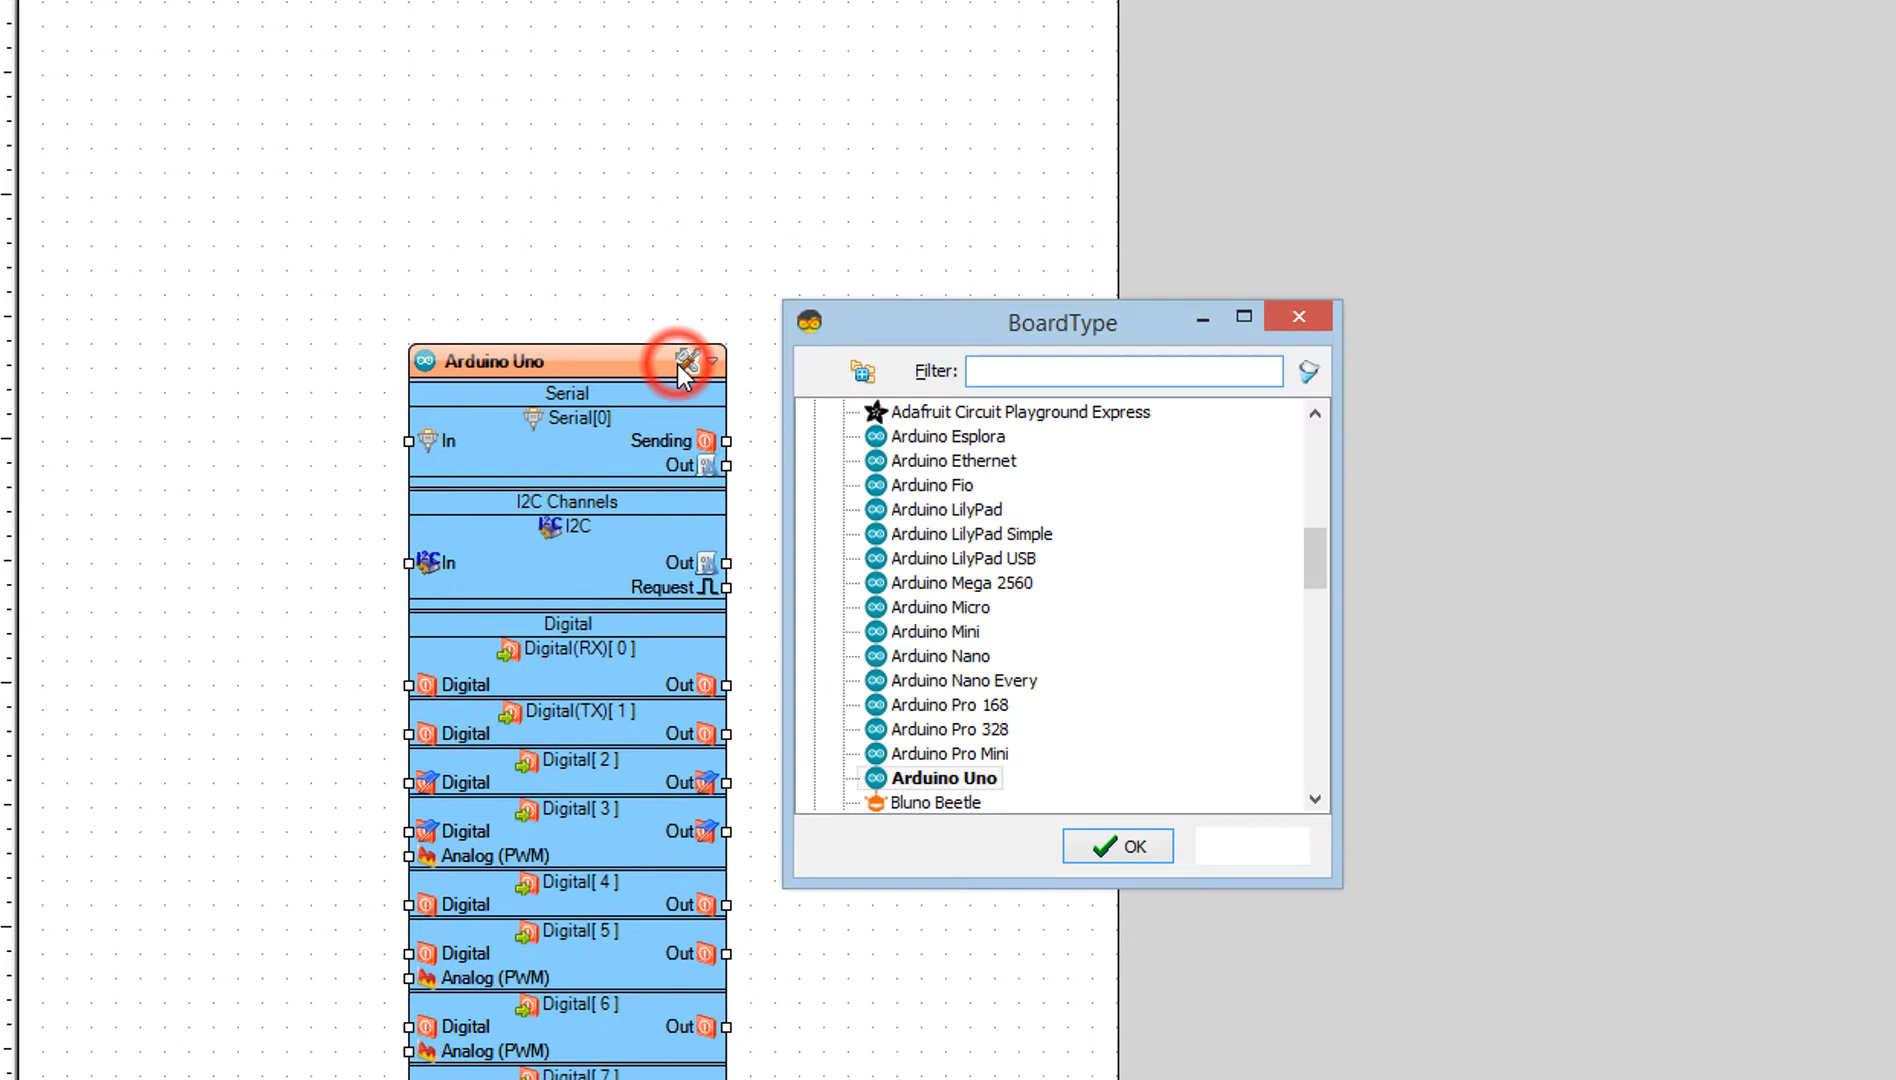 Arduino Uno
Serial
Serial[0]
In
Sending
Out
I2C Channels
I2C
I2C
In
Out
Request
Digital
Digital(RX)[ 0 ]
Digital
Out
Digital(TX)[ 1 ]
Digital
Out
Digital[ 2 ]
Digital
Out
Digital[ 3 ]
Digital
Out
Analog (PWM)
Digital[ 4 ]
Digital
Out
Digital[ 5 ]
Digital
Out
Analog (PWM)
Digital[ 6 ]
Digital
Out
Analog (PWM)
Digital[ 7 ]
BoardType
Filter:
Adafruit Circuit Playground Express
Arduino Esplora
Arduino Ethernet
Arduino Fio
Arduino LilyPad
Arduino LilyPad Simple
Arduino LilyPad USB
Arduino Mega 2560
Arduino Micro
Arduino Mini
Arduino Nano
Arduino Nano Every
Arduino Pro 168
Arduino Pro 328
Arduino Pro Mini
Arduino Uno
Bluno Beetle
OK